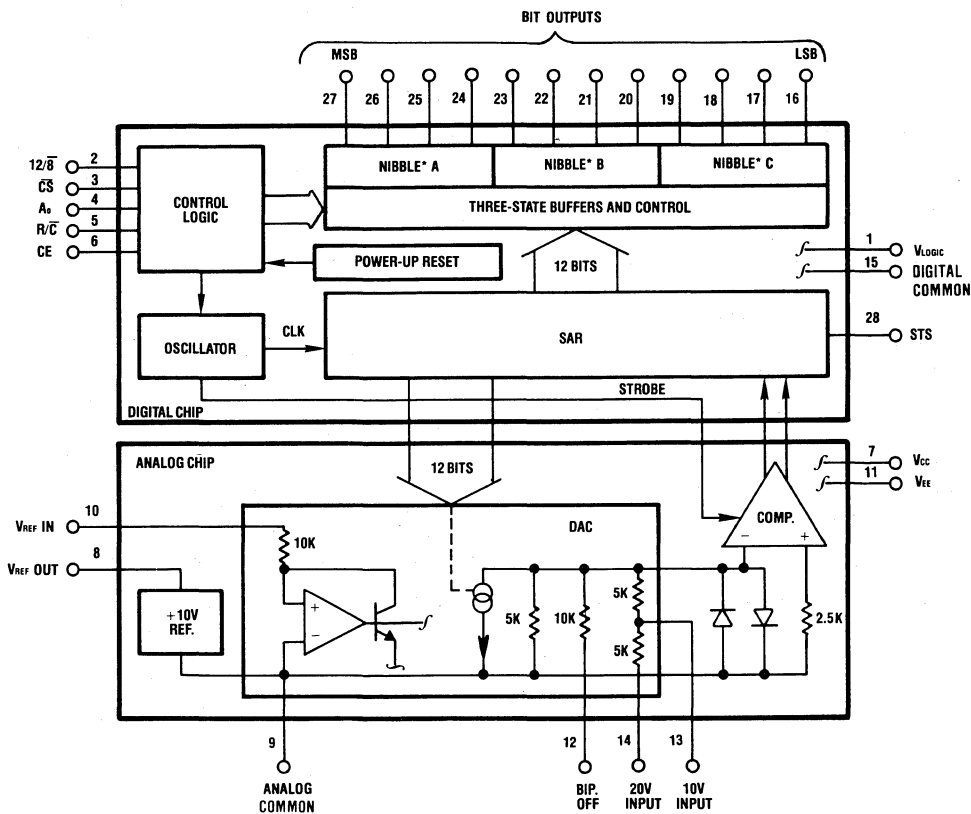 BIT OUTPUTS
MSB
LSB
27
26
25
24
23
22
21
20
19
18
17
16
12/8̅
2
C̅S̅
3
A₀
4
R/C̅
5
CE
6
CONTROL
LOGIC
NIBBLE* A
NIBBLE* B
NIBBLE* C
THREE-STATE BUFFERS AND CONTROL
POWER-UP RESET
12 BITS
1
VLOGIC
15
DIGITAL
COMMON
OSCILLATOR
CLK
SAR
28
STS
STROBE
DIGITAL CHIP
ANALOG CHIP
12 BITS
7
VCC
11
VEE
COMP.
−
+
10
VREF IN
8
VREF OUT
DAC
10K
+10V
REF.
+
−
5K
10K
5K
5K
2.5K
9
ANALOG
COMMON
12
BIP.
OFF
14
20V
INPUT
13
10V
INPUT